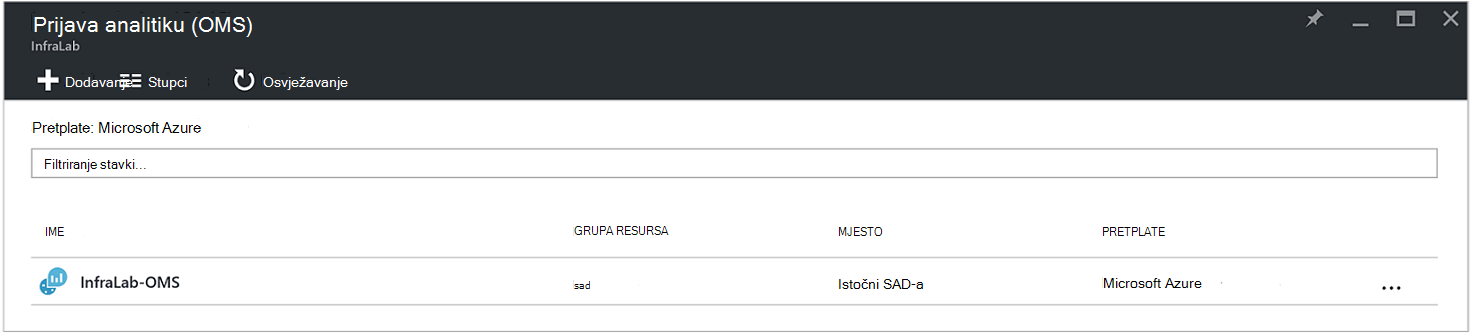 Prijava analitiku (OMS)
InfraLab
Dodavanje Stupci Osvježavanje
Pretplate: Microsoft Azure
Filtriranje stavki...
IME GRUPA RESURSA MJESTO PRETPLATE
InfraLab-OMS sad Istočni SAD-a Microsoft Azure ...